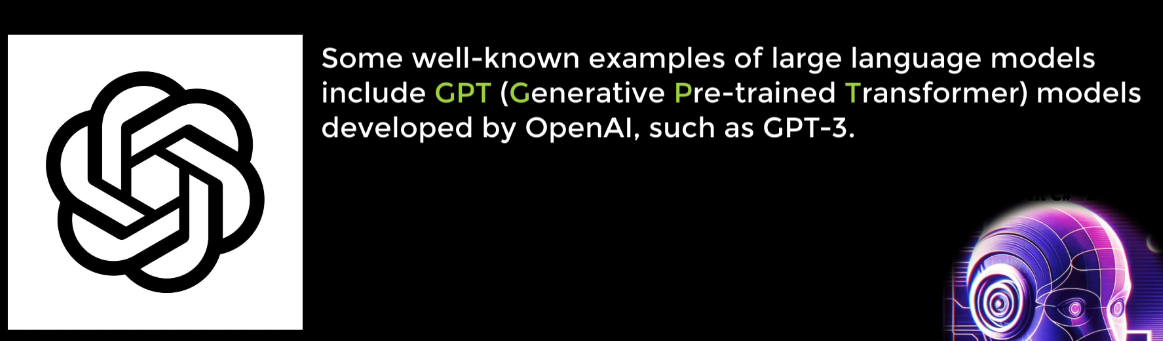 Some well-known examples of large language models
include GPT (Generative Pre-trained Transformer) models
developed by OpenAI, such as GPT-3.